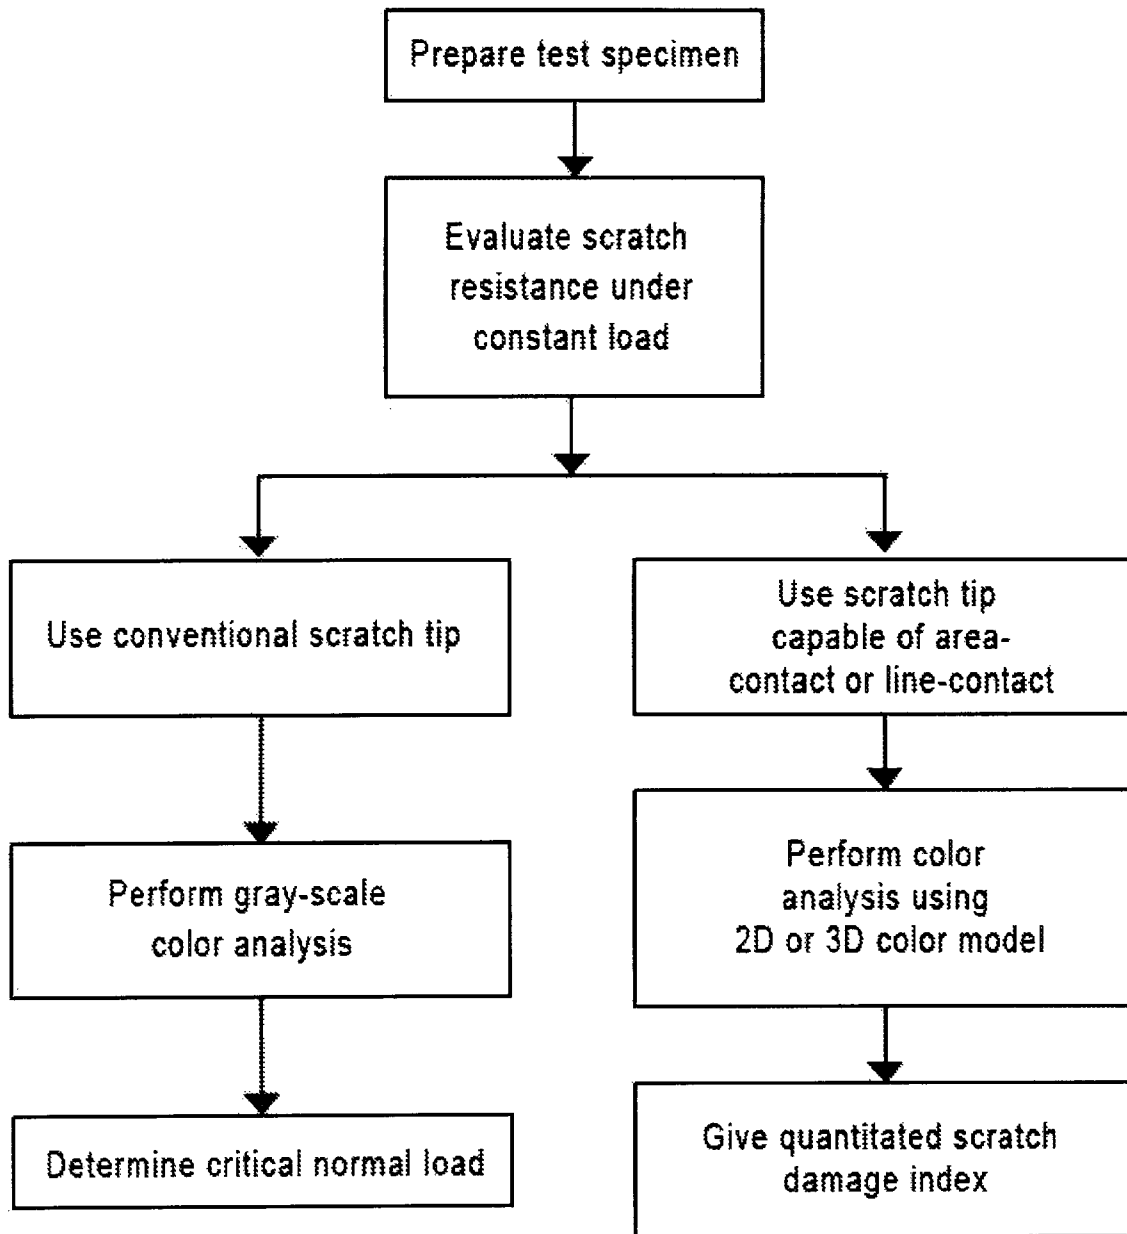 Prepare test specimen
Evaluate scratch
resistance under
constant load
Use conventional scratch tip
Perform gray-scale
color analysis
Determine critical normal load
Use scratch tip
capable of area-
contact or line-contact
Perform color
analysis using
2D or 3D color model
Give quantitated scratch
damage index